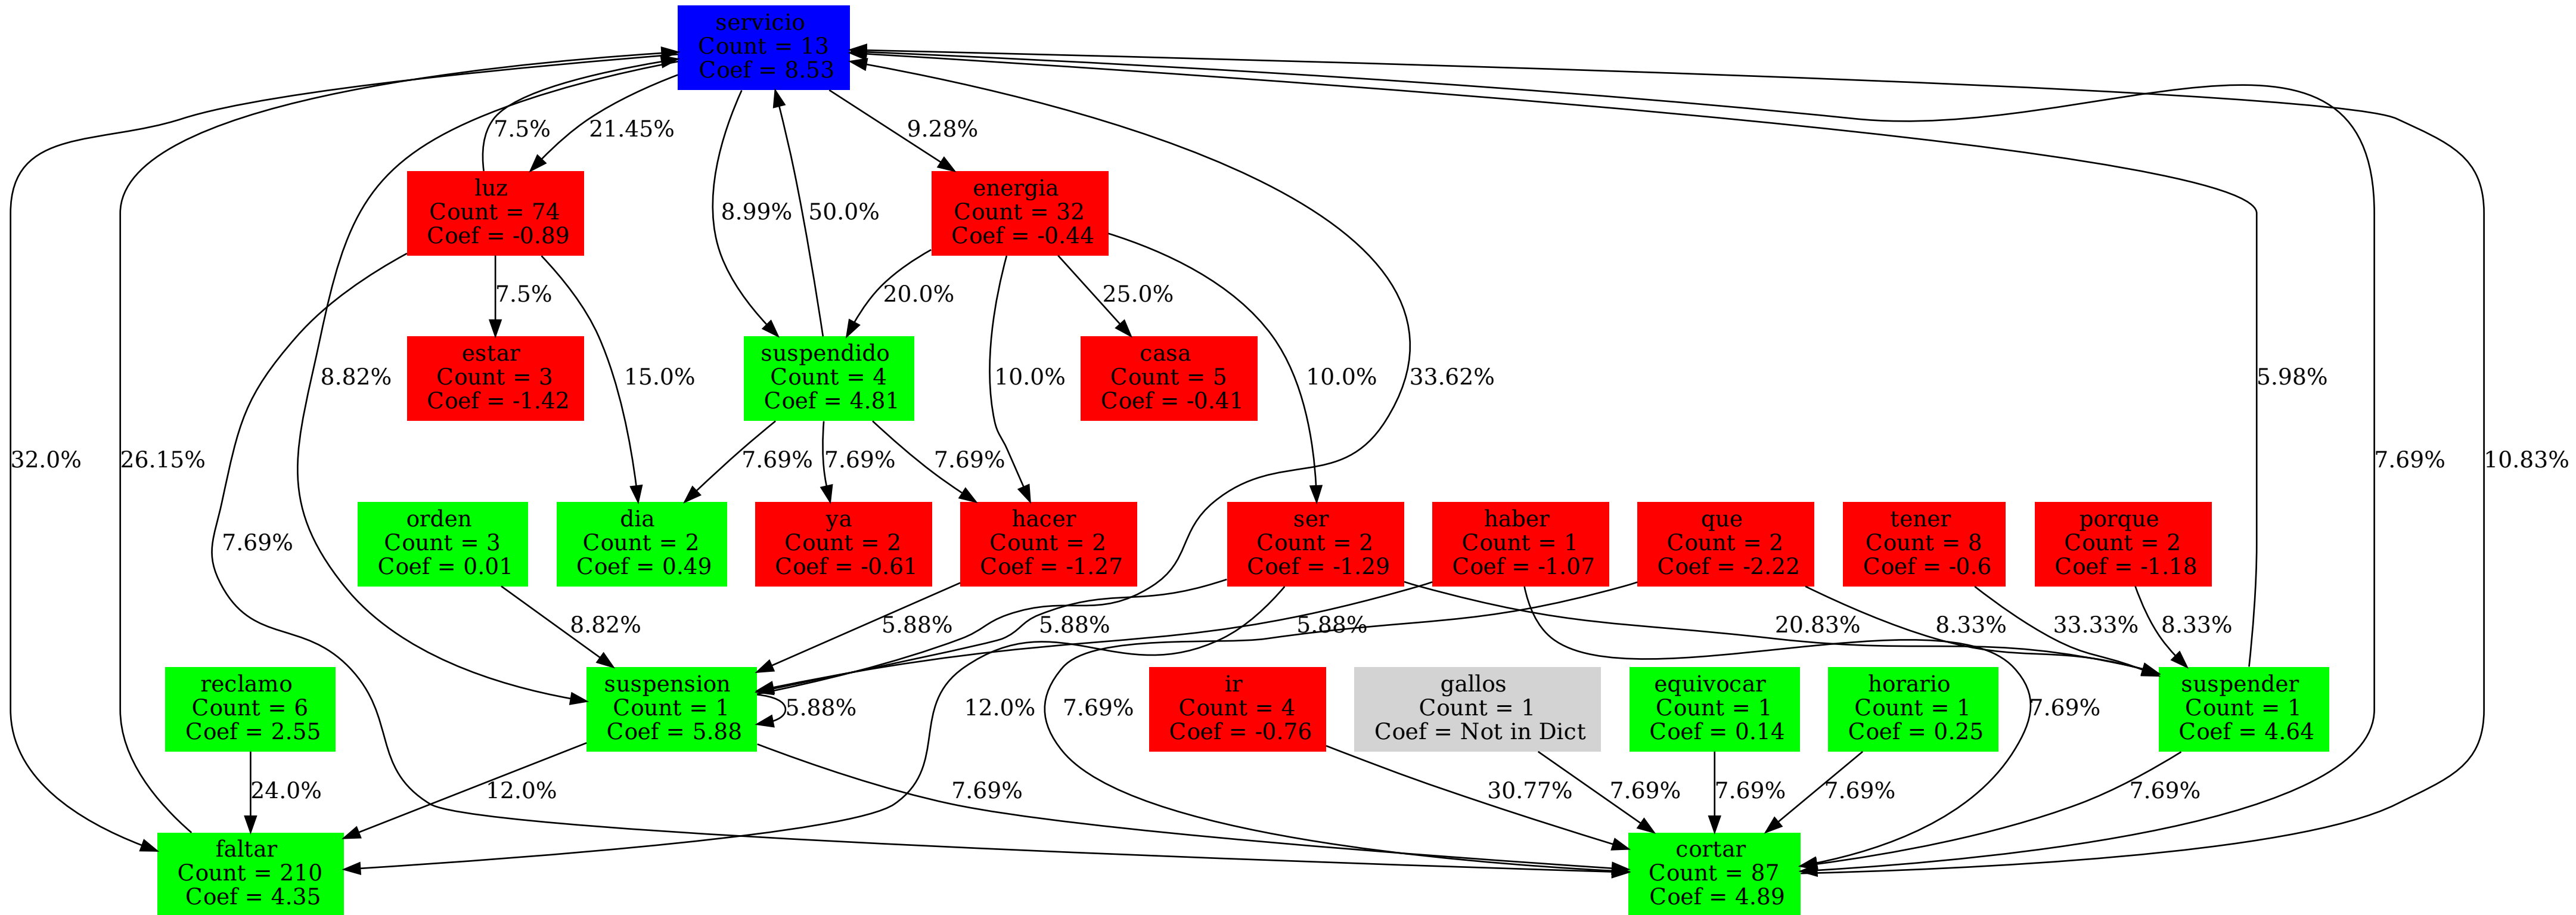 servicio
Count = 13
Coef = 8.53
7.5%
21.45%
9.28%
luz
Count = 74
Coef = -0.89
8.99%
50.0%
energia
Count = 32
Coef = -0.44
7.5%
20.0%
25.0%
estar
Count = 3
Coef = -1.42
8.82%
15.0%
suspendido
Count = 4
Coef = 4.81
10.0%
casa
Count = 5
Coef = -0.41
10.0%
33.62%
5.98%
32.0%
26.15%
7.69%
7.69%
7.69%
7.69%
10.83%
7.69%
orden
Count = 3
Coef = 0.01
dia
Count = 2
Coef = 0.49
ya
Count = 2
Coef = -0.61
hacer
Count = 2
Coef = -1.27
ser
Count = 2
Coef = -1.29
haber
Count = 1
Coef = -1.07
que
Count = 2
Coef = -2.22
tener
Count = 8
Coef = -0.6
porque
Count = 2
Coef = -1.18
8.82%
5.88%
5.88%
5.88%
20.83%
8.33%
33.33%
8.33%
reclamo
Count = 6
Coef = 2.55
suspension
Count = 1
Coef = 5.88
5.88%
12.0%
7.69%
ir
Count = 4
Coef = -0.76
gallos
Count = 1
Coef = Not in Dict
equivocar
Count = 1
Coef = 0.14
horario
Count = 1
Coef = 0.25
7.69%
suspender
Count = 1
Coef = 4.64
24.0%
12.0%
7.69%
30.77%
7.69%
7.69%
7.69%
7.69%
faltar
Count = 210
Coef = 4.35
cortar
Count = 87
Coef = 4.89